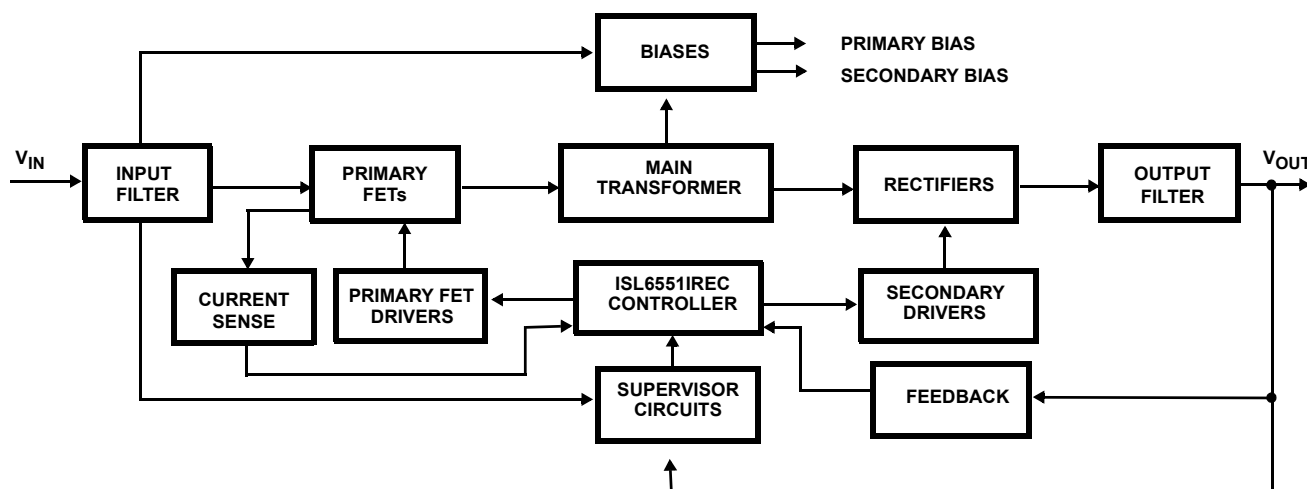 BIASES
PRIMARY BIAS
SECONDARY BIAS
VIN
INPUT
FILTER
PRIMARY
FETs
MAIN
TRANSFORMER
RECTIFIERS
OUTPUT
FILTER
VOUT
CURRENT
SENSE
PRIMARY FET
DRIVERS
ISL6551IREC
CONTROLLER
SECONDARY
DRIVERS
SUPERVISOR
CIRCUITS
FEEDBACK